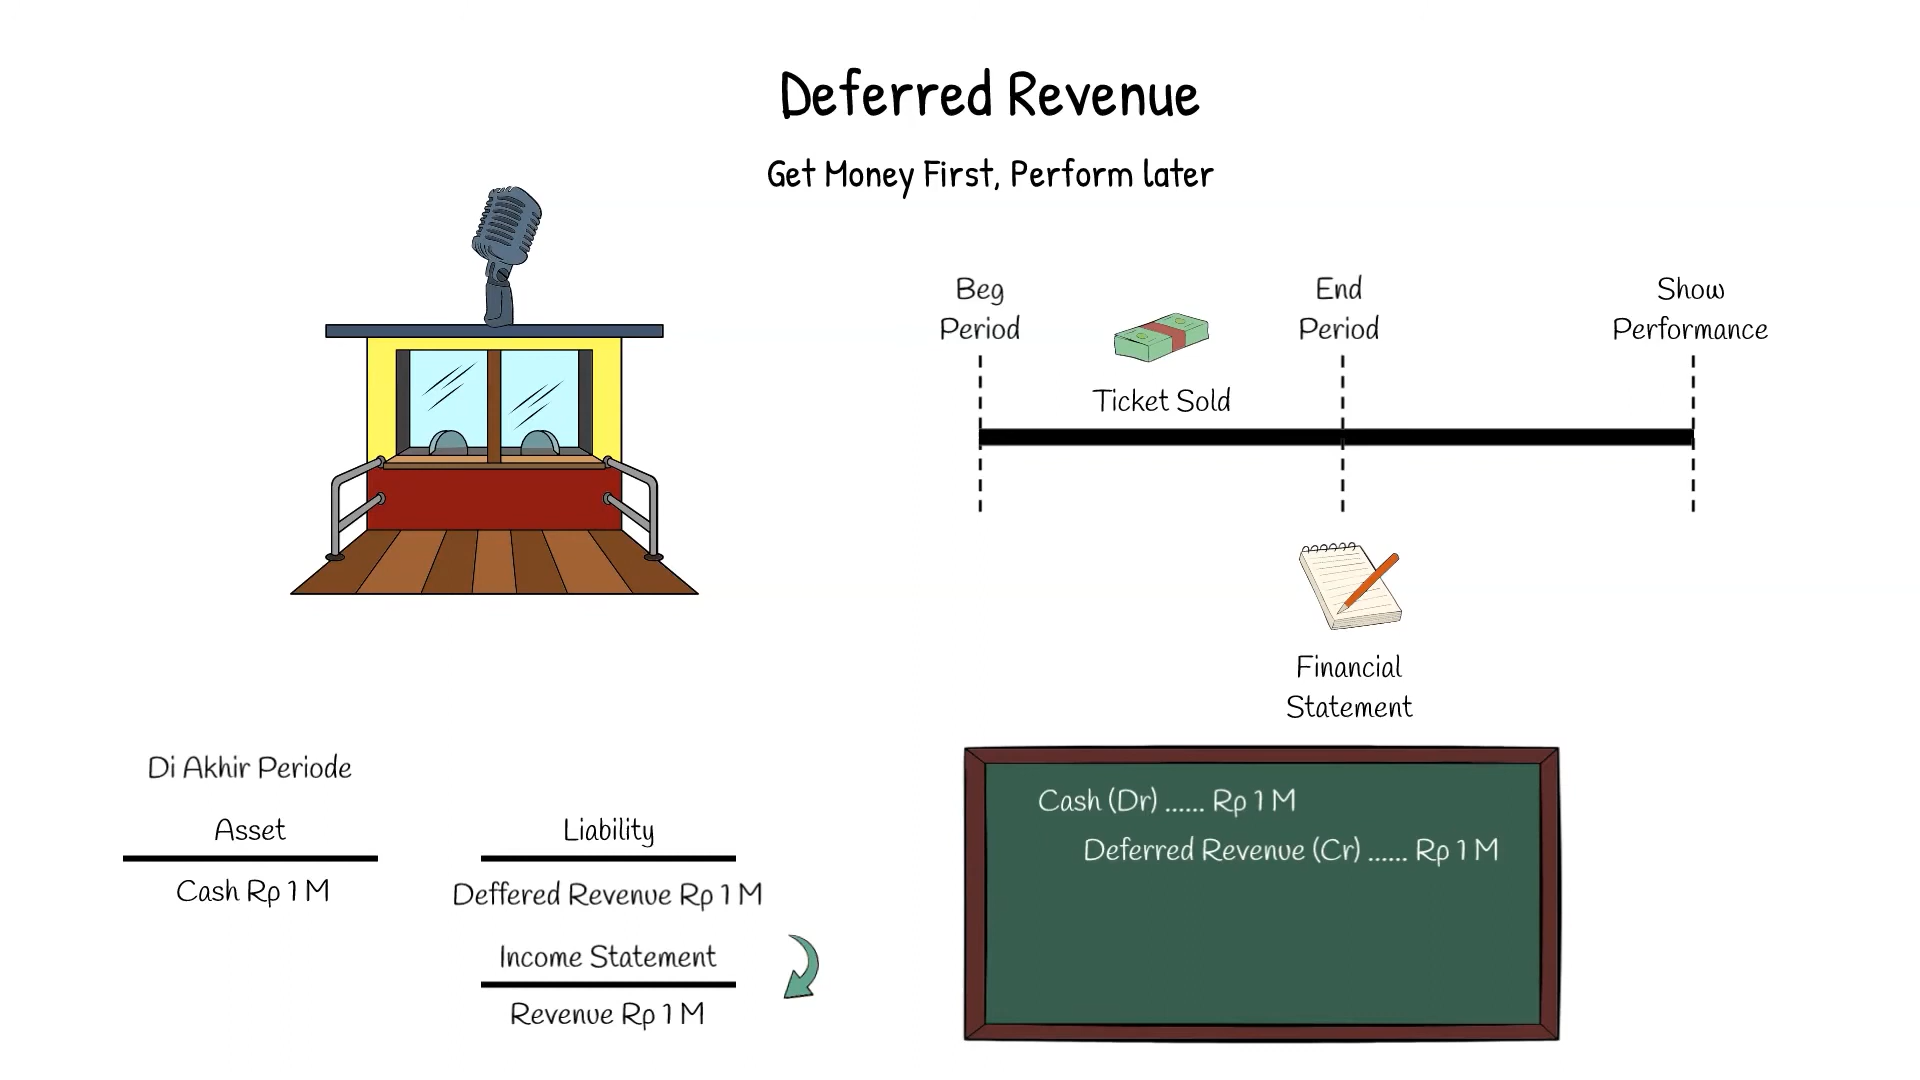 Deferred Revenue
Get Money First, Perform later
Beg
Period
End
Period
Show
Performance
Ticket Sold
Financial
Statement
Di Akhir Periode
Asset
Cash Rp 1 M
Liability
Deffered Revenue Rp 1 M
Income Statement
Revenue Rp 1 M
Cash (Dr) ...... Rp 1 M
Deferred Revenue (Cr) ...... Rp 1 M